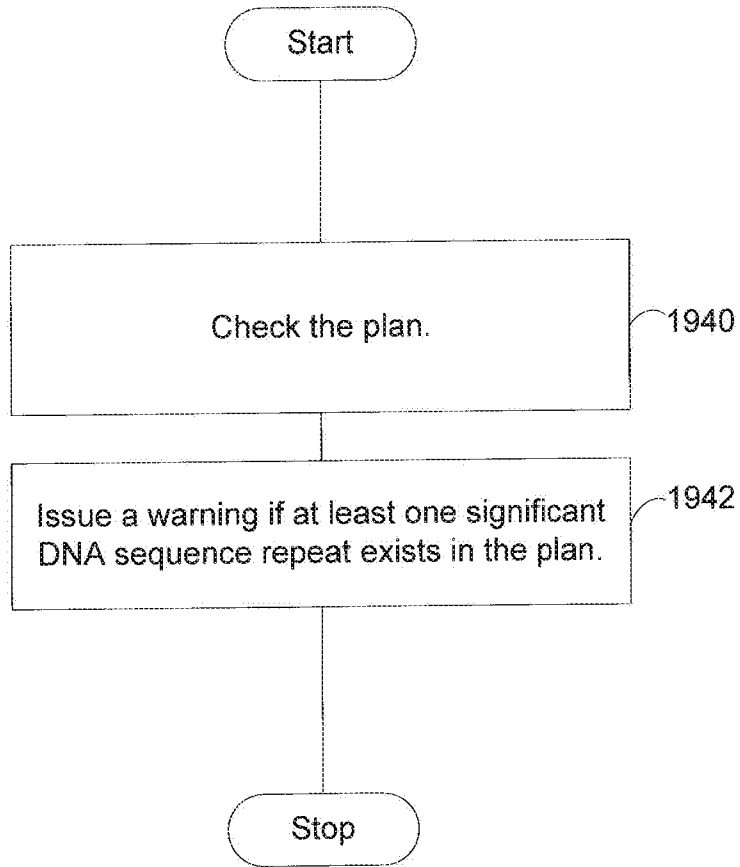 Start
Check the plan.
1940
Issue a warning if at least one significant
DNA sequence repeat exists in the plan.
1942
Stop